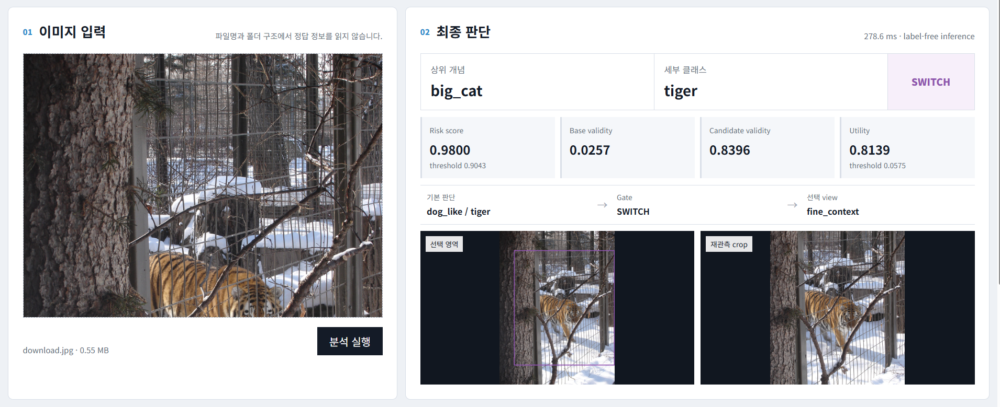 01 이미지 입력
파일명과 폴더 구조에서 정답 정보를 읽지 않습니다.
download.jpg · 0.55 MB
분석 실행
02 최종 판단
278.6 ms · label-free inference
상위 개념
big_cat
세부 클래스
tiger
SWITCH
Risk score
0.9800
threshold 0.9043
Base validity
0.0257
Candidate validity
0.8396
Utility
0.8139
threshold 0.0575
기본 판단
dog_like / tiger
→
Gate
SWITCH
→
선택 view
fine_context
선택 영역
재관측 crop